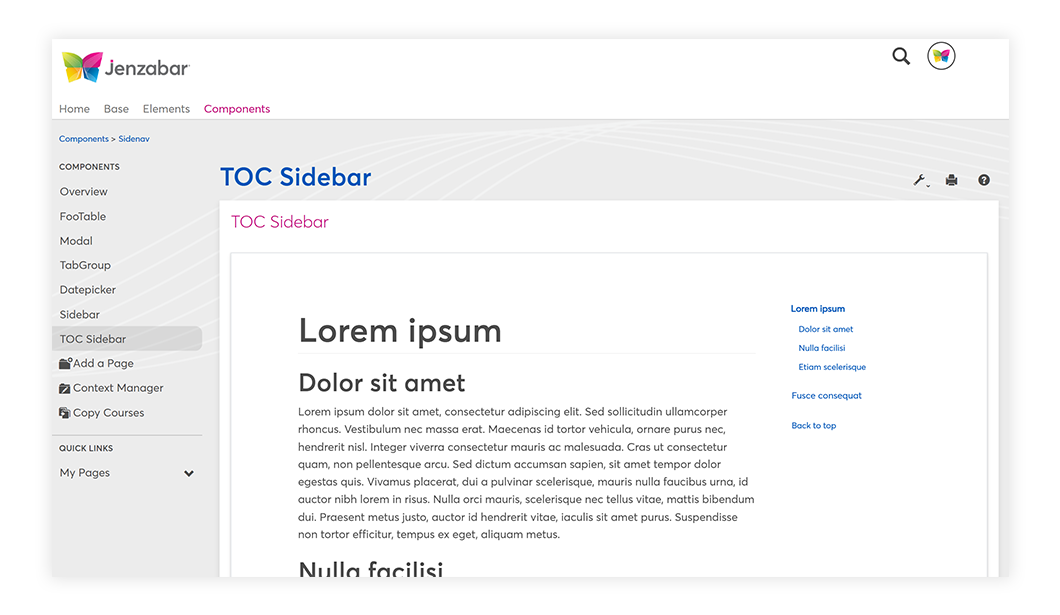 Jenzabar
Home Base Elements Components
Components > Sidenav
COMPONENTS
Overview
FooTable
Modal
TabGroup
Datepicker
Sidebar
TOC Sidebar
Add a Page
Context Manager
Copy Courses
QUICK LINKS
My Pages
TOC Sidebar
TOC Sidebar
Lorem ipsum
Dolor sit amet
Lorem ipsum dolor sit amet, consectetur adipiscing elit. Sed sollicitudin ullamcorper
rhoncus. Vestibulum nec massa erat. Maecenas id tortor vehicula, ornare purus nec,
hendrerit nisl. Integer viverra consectetur mauris ac malesuada. Cras ut consectetur
quam, non pellentesque arcu. Sed dictum accumsan sapien, sit amet tempor dolor
egestas quis. Vivamus placerat, dui a pulvinar scelerisque, mauris nulla faucibus urna, id
auctor nibh lorem in risus. Nulla orci mauris, scelerisque nec tellus vitae, mattis bibendum
dui. Praesent metus justo, auctor id hendrerit vitae, iaculis sit amet purus. Suspendisse
non tortor efficitur, tempus ex eget, aliquam metus.
Nulla facilisi
Lorem ipsum
Dolor sit amet
Nulla facilisi
Etiam scelerisque
Fusce consequat
Back to top